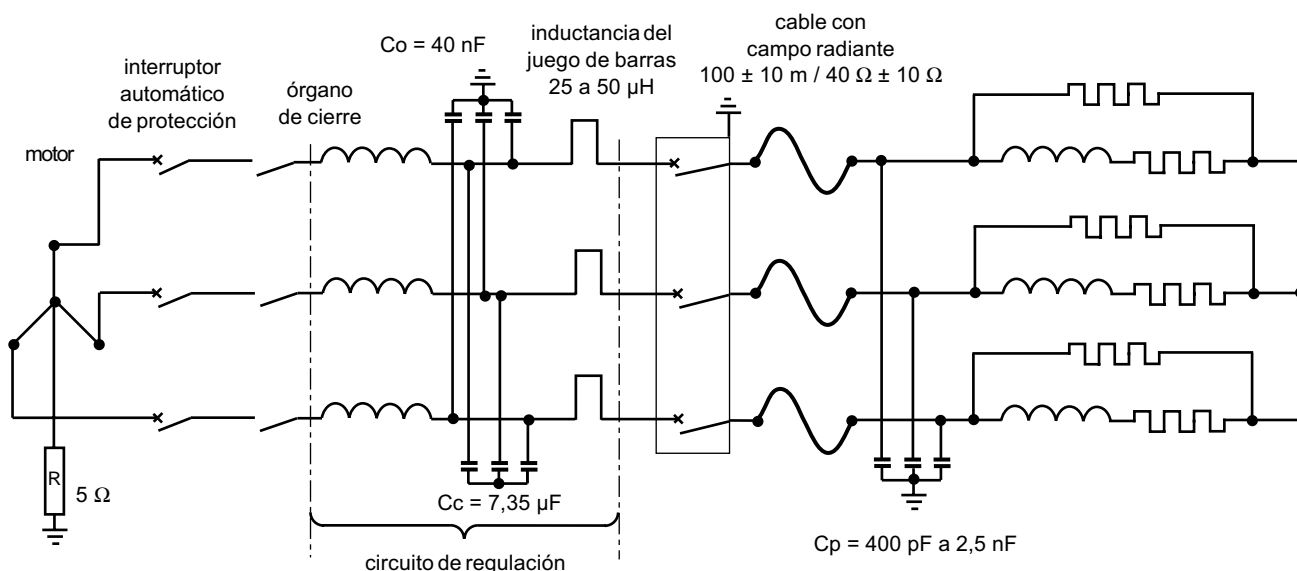 Co = 40 nF
inductancia del
juego de barras
25 a 50 µH
cable con
campo radiante
100 ± 10 m / 40 Ω ± 10 Ω
interruptor
automático
de protección
órgano
de cierre
motor
R
5 Ω
Cc = 7,35 µF
circuito de regulación
Cp = 400 pF a 2,5 nF